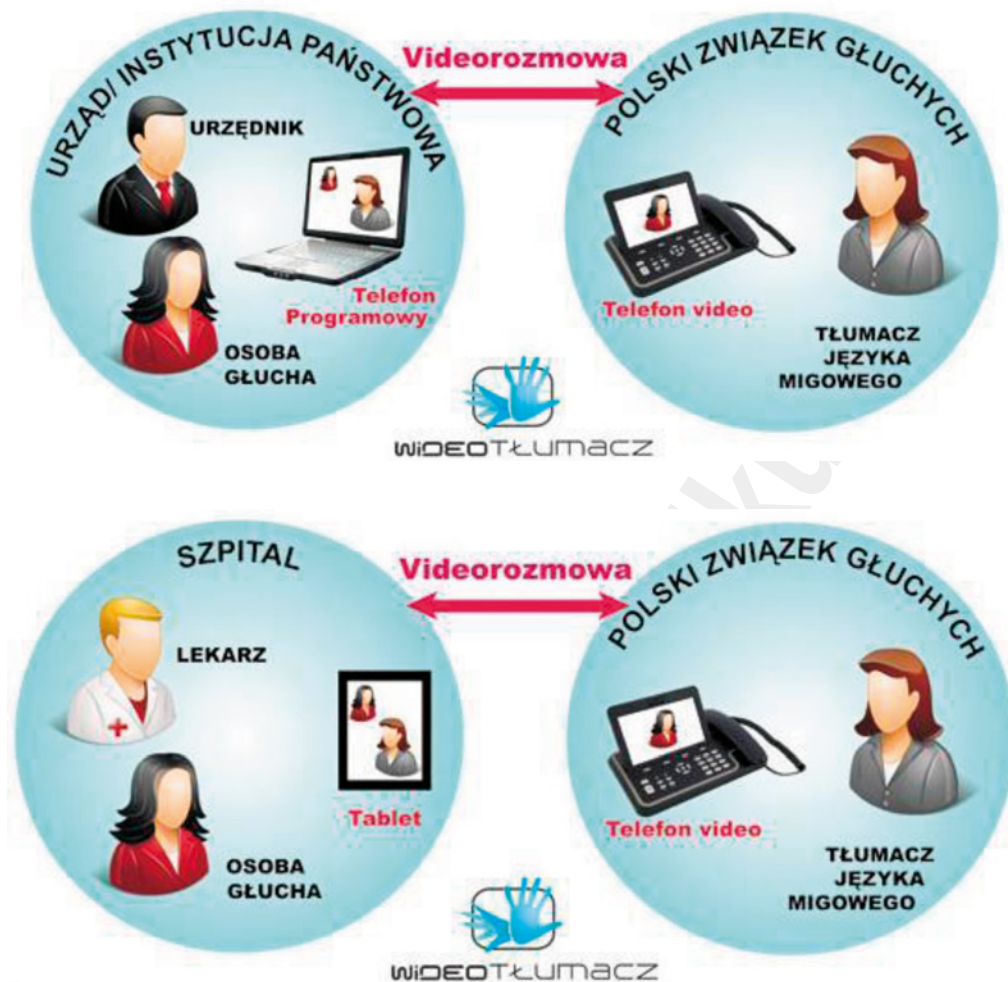 URZĄD/ INSTYTUCJA PAŃSTWOWA
Videorozmowa
POLSKI ZWIĄZEK GŁUCHYCH
URZĘDNIK
Telefon
Programowy
OSOBA
GŁUCHA
Telefon video
TŁUMACZ
JĘZYKA
MIGOWEGO
WiDEOTŁUMACZ
SZPITAL
Videorozmowa
POLSKI ZWIĄZEK GŁUCHYCH
LEKARZ
Tablet
OSOBA
GŁUCHA
Telefon video
TŁUMACZ
JĘZYKA
MIGOWEGO
WiDEOTŁUMACZ